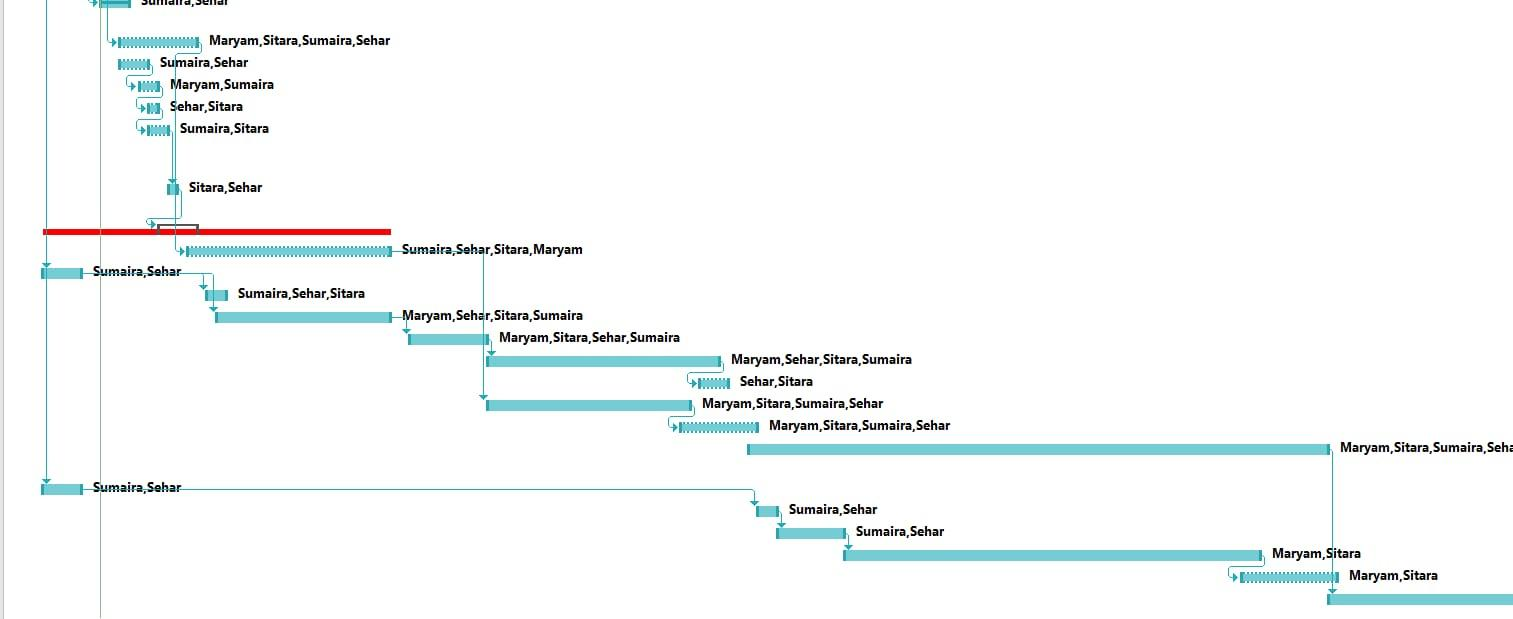 Sumaira,Sehar
Maryam,Sitara,Sumaira,Sehar
Sumaira,Sehar
Maryam,Sumaira
Sehar,Sitara
Sumaira,Sitara
Sitara,Sehar
Sumaira,Sehar,Sitara,Maryam
Sumaira,Sehar
Sumaira,Sehar,Sitara
Maryam,Sehar,Sitara,Sumaira
Maryam,Sitara,Sehar,Sumaira
Maryam,Sehar,Sitara,Sumaira
Sehar,Sitara
Maryam,Sitara,Sumaira,Sehar
Maryam,Sitara,Sumaira,Sehar
Maryam,Sitara,Sumaira,Seha
Sumaira,Sehar
Sumaira,Sehar
Sumaira,Sehar
Maryam,Sitara
Maryam,Sitara